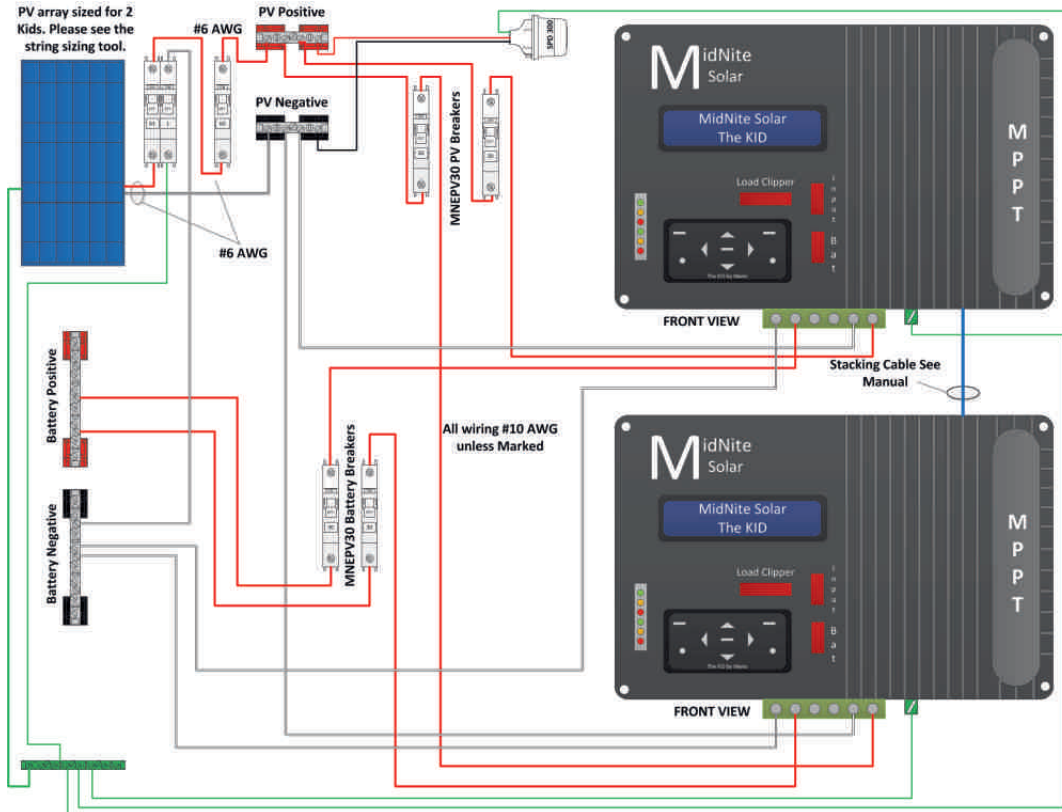 PV array sized for 2
Kids. Please see the
string sizing tool.
#6 AWG
PV Positive
SPD 300
PV Negative
#6 AWG
MNEPV30 PV Breakers
MidNite
Solar
MidNite Solar
The KID
Load Clipper
Input
Bat
MPPT
FRONT VIEW
Stacking Cable See
Manual
Battery Positive
Battery Negative
MNEPV30 Battery Breakers
All wiring #10 AWG
unless Marked
MidNite
Solar
MidNite Solar
The KID
Load Clipper
Input
Bat
MPPT
FRONT VIEW